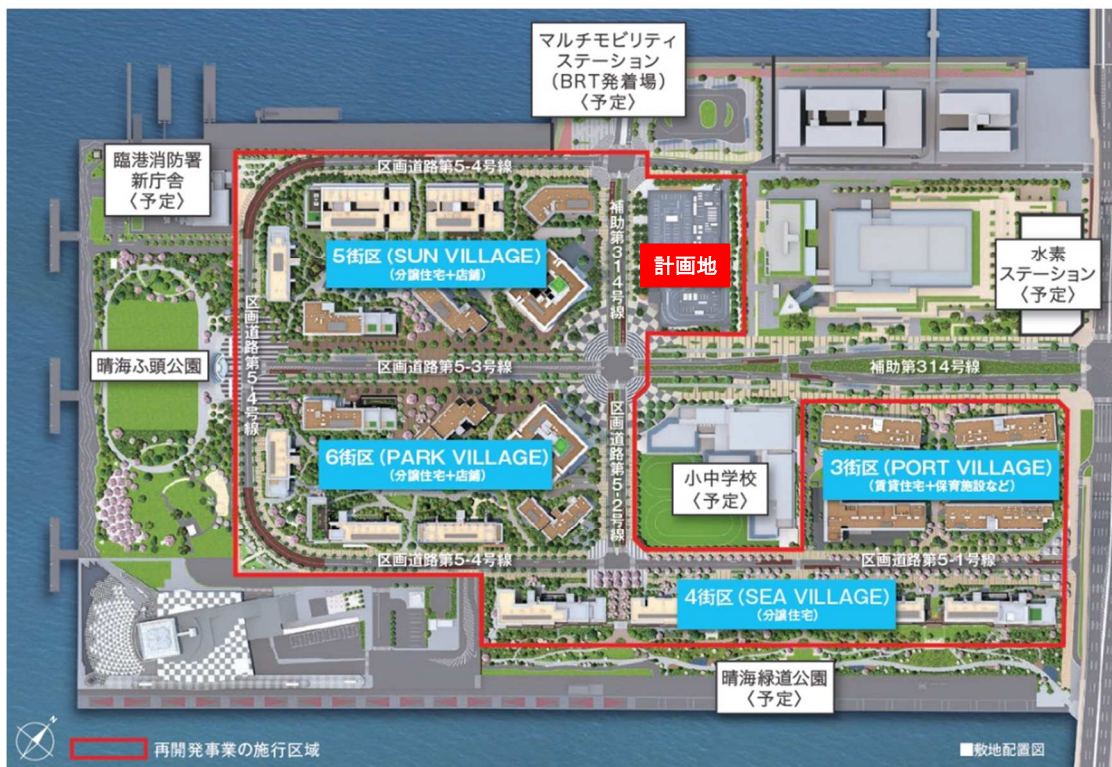 マルチモビリティ
ステーション
(BRT発着場)
〈予定〉
臨港消防署
新庁舎
〈予定〉
区画道路第5-4号線
5街区(SUN VILLAGE)
(分譲住宅+店舗)
補助第314号線
計画地
水素
ステーション
〈予定〉
区画道路第5-4号線
晴海ふ頭公園
区画道路第5-3号線
補助第314号線
6街区(PARK VILLAGE)
(分譲住宅+店舗)
区画道路第5-2号線
小中学校
〈予定〉
3街区(PORT VILLAGE)
(賃貸住宅+保育施設など)
区画道路第5-4号線
区画道路第5-1号線
4街区(SEA VILLAGE)
(分譲住宅)
晴海緑道公園
〈予定〉
N
再開発事業の施行区域
■敷地配置図